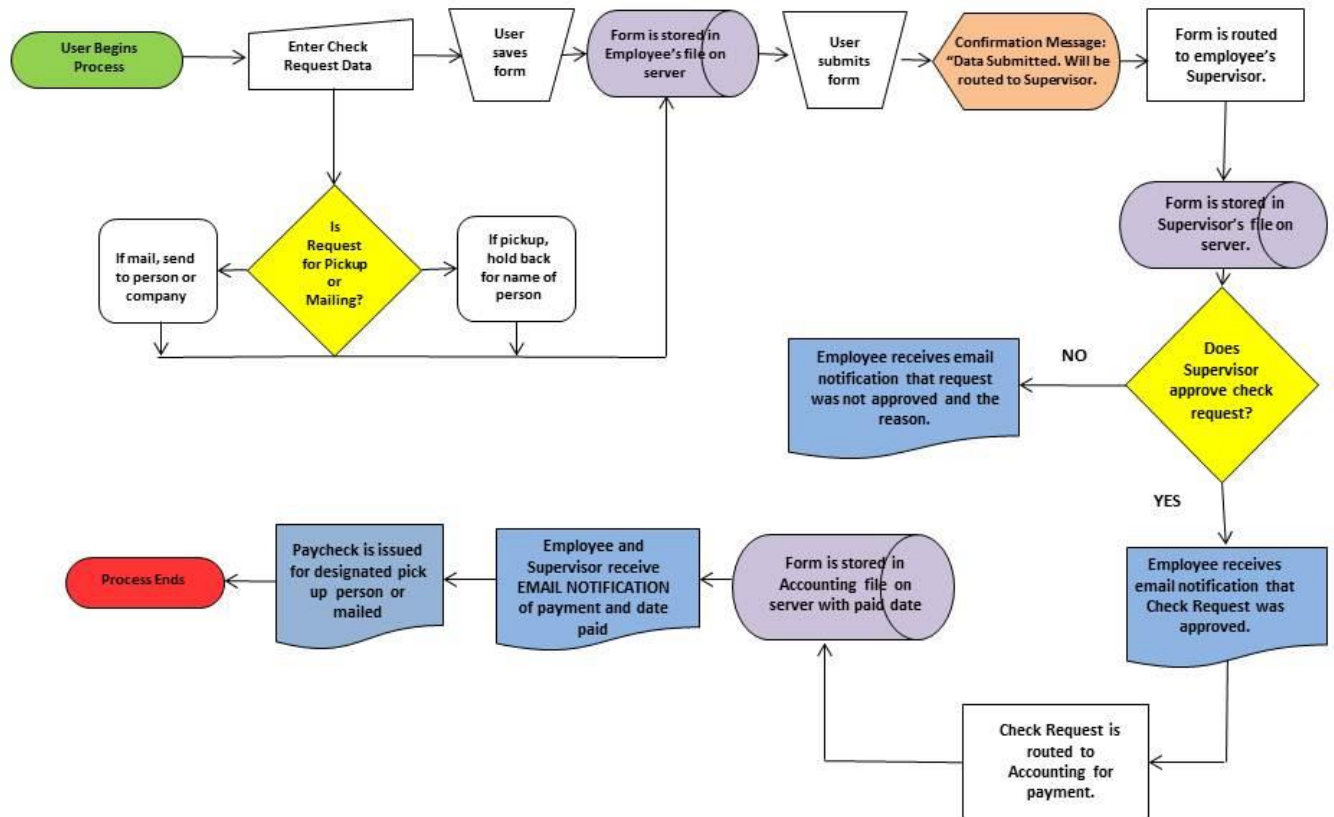 User Begins
Process
Enter Check
Request Data
User
saves
form
Form is stored in
Employee's file on
server
User
submits
form
Confirmation Message:
“Data Submitted. Will be
routed to Supervisor.
Form is routed
to employee's
Supervisor.
Form is stored in
Supervisor's file on
server.
Is
Request
for Pickup
or
Mailing?
If mail, send
to person or
company
If pickup,
hold back
for name of
person
Does
Supervisor
approve check
request?
NO
Employee receives email
notification that request
was not approved and the
reason.
YES
Employee receives
email notification that
Check Request was
approved.
Check Request is
routed to
Accounting for
payment.
Form is stored in
Accounting file on
server with paid date
Employee and
Supervisor receive
EMAIL NOTIFICATION
of payment and date
paid
Paycheck is issued
for designated pick
up person or
mailed
Process Ends